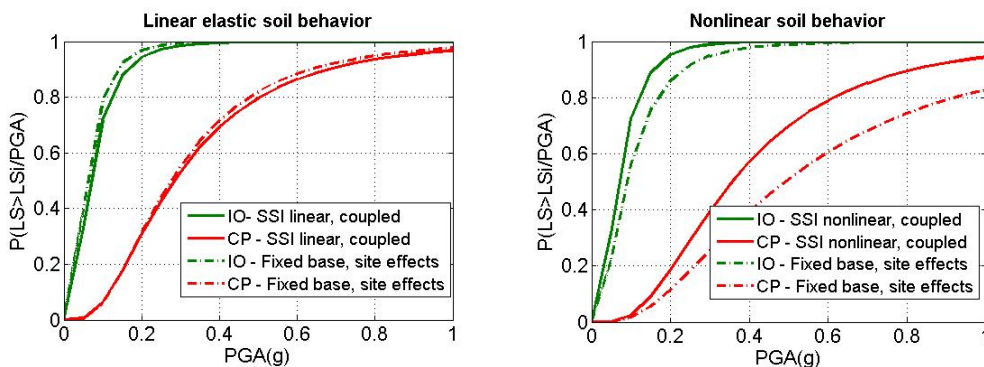 Linear elastic soil behavior
P(LS>LSi/PGA)
1
0.8
0.6
0.4
0.2
0
IO- SSI linear, coupled
CP - SSI linear, coupled
IO - Fixed base, site effects
CP - Fixed base, site effects
0 0.2 0.4 0.6 0.8 1
PGA(g)
Nonlinear soil behavior
P(LS>LSi/PGA)
1
0.8
0.6
0.4
0.2
0
IO - SSI nonlinear, coupled
CP - SSI nonlinear, coupled
IO - Fixed base, site effects
CP - Fixed base, site effects
0 0.2 0.4 0.6 0.8 1
PGA(g)